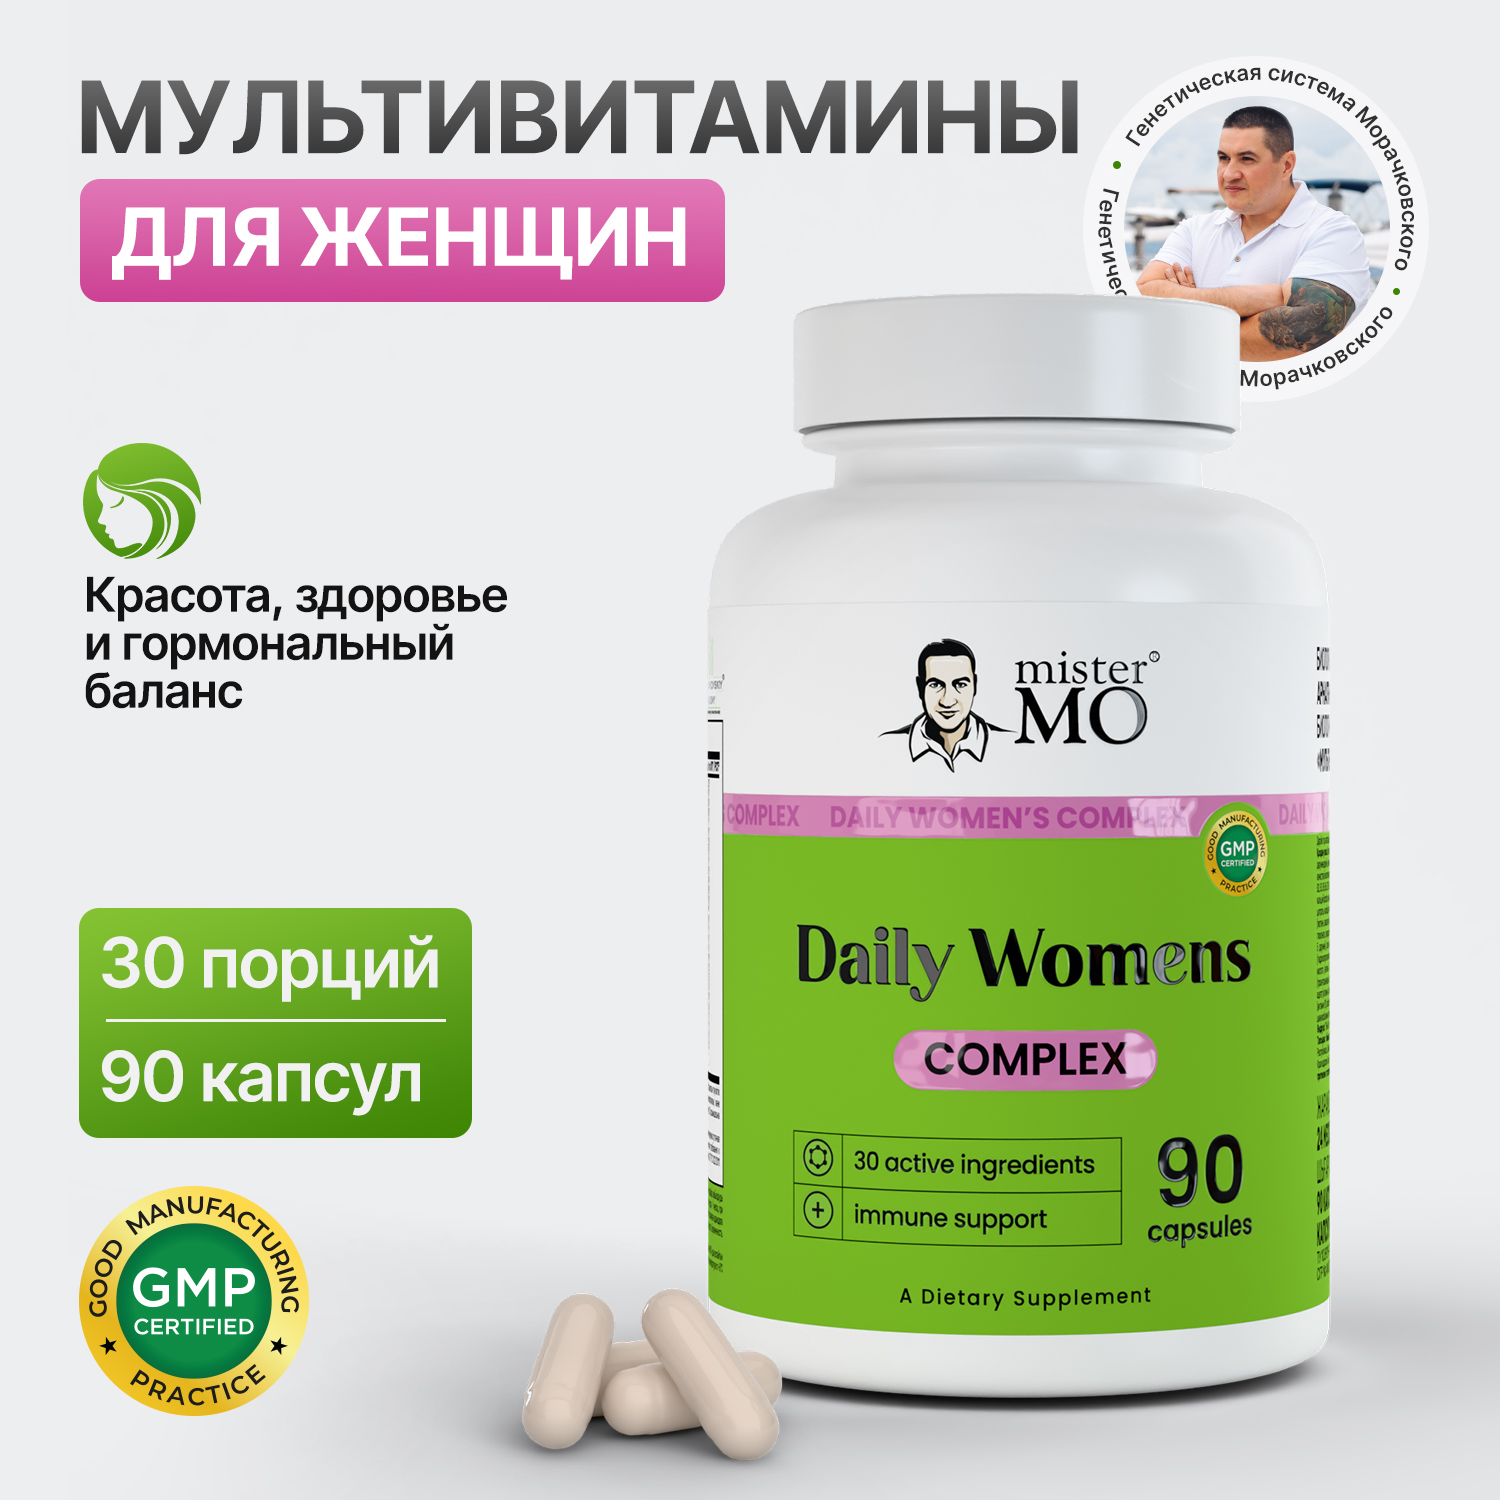 МУЛЬТИВИТАМИНЫ
ДЛЯ ЖЕНЩИН
Генетическая система Морачковского
Морачковского
Красота, здоровье
и гормональный
баланс
30 порций
90 капсул
GOOD MANUFACTURING
GMP
CERTIFIED
PRACTICE
mister®
MO
COMPLEX
DAILY WOMEN'S COMPLEX
DAILY
GOOD MANUFACTURING
GMP
CERTIFIED
PRACTICE
Daily Womens
COMPLEX
30 active ingredients
immune support
90
capsules
A Dietary Supplement